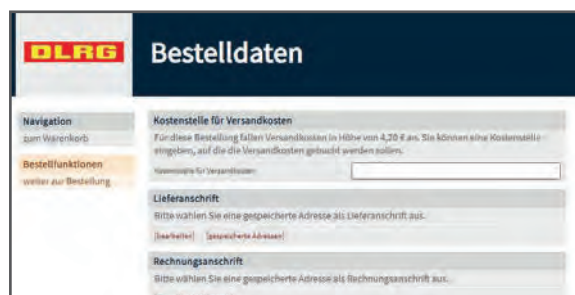 DLRG
Bestelldaten
Navigation
zum Warenkorb
Bestellfunktionen
weiter zur Bestellung
Kostenstelle für Versandkosten
Für diese Bestellung fallen Versandkosten in Höhe von 4,20 € an. Sie können eine Kostenstelle
eingeben, auf die die Versandkosten gebucht werden sollen.
Kostenstelle für Versandkosten:
Lieferanschrift
Bitte wählen Sie eine gespeicherte Adresse als Lieferanschrift aus.
[bearbeiten] [gespeicherte Adressen]
Rechnungsanschrift
Bitte wählen Sie eine gespeicherte Adresse als Rechnungsanschrift aus.